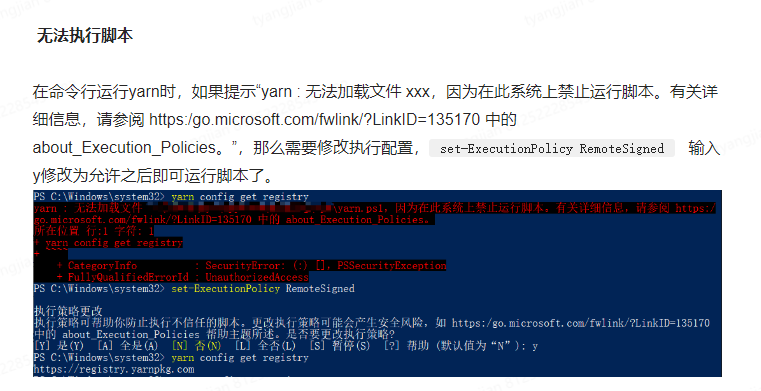 无法执行脚本
在命令行运行yarn时，如果提示“yarn : 无法加载文件 xxx，因为在此系统上禁止运行脚本。有关详
细信息，请参阅 https:/go.microsoft.com/fwlink/?LinkID=135170 中的
about_Execution_Policies。”，那么需要修改执行配置， set-ExecutionPolicy RemoteSigned 输入
y修改为允许之后即可运行脚本了。
PS C:\Windows\system32> yarn config get registry
yarn : 无法加载文件 \yarn.ps1，因为在此系统上禁止运行脚本。有关详细信息，请参阅 https:/
go.microsoft.com/fwlink/?LinkID=135170 中的 about_Execution_Policies。
所在位置 行:1 字符: 1
+ yarn config get registry
+ ~~~~
+ CategoryInfo : SecurityError: (:) []，PSSecurityException
+ FullyQualifiedErrorId : UnauthorizedAccess
PS C:\Windows\system32> set-ExecutionPolicy RemoteSigned
执行策略更改
执行策略可帮助你防止执行不信任的脚本。更改执行策略可能会产生安全风险，如 https:/go.microsoft.com/fwlink/?LinkID=135170
中的 about_Execution_Policies 帮助主题所述。是否要更改执行策略?
[Y] 是(Y) [A] 全是(A) [N] 否(N) [L] 全否(L) [S] 暂停(S) [?] 帮助 (默认值为“N”): y
PS C:\Windows\system32> yarn config get registry
https://registry.yarnpkg.com